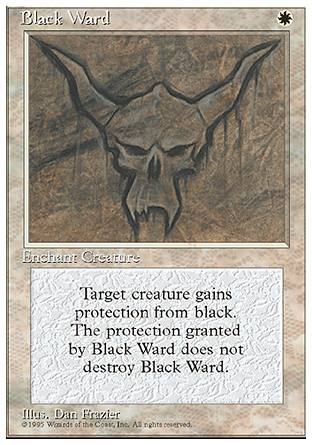 Black Ward
Enchant Creature
Target creature gains
protection from black.
The protection granted
by Black Ward does not
destroy Black Ward.
Illus. Dan Frazier
©1995 Wizards of the Coast, Inc. All rights reserved.